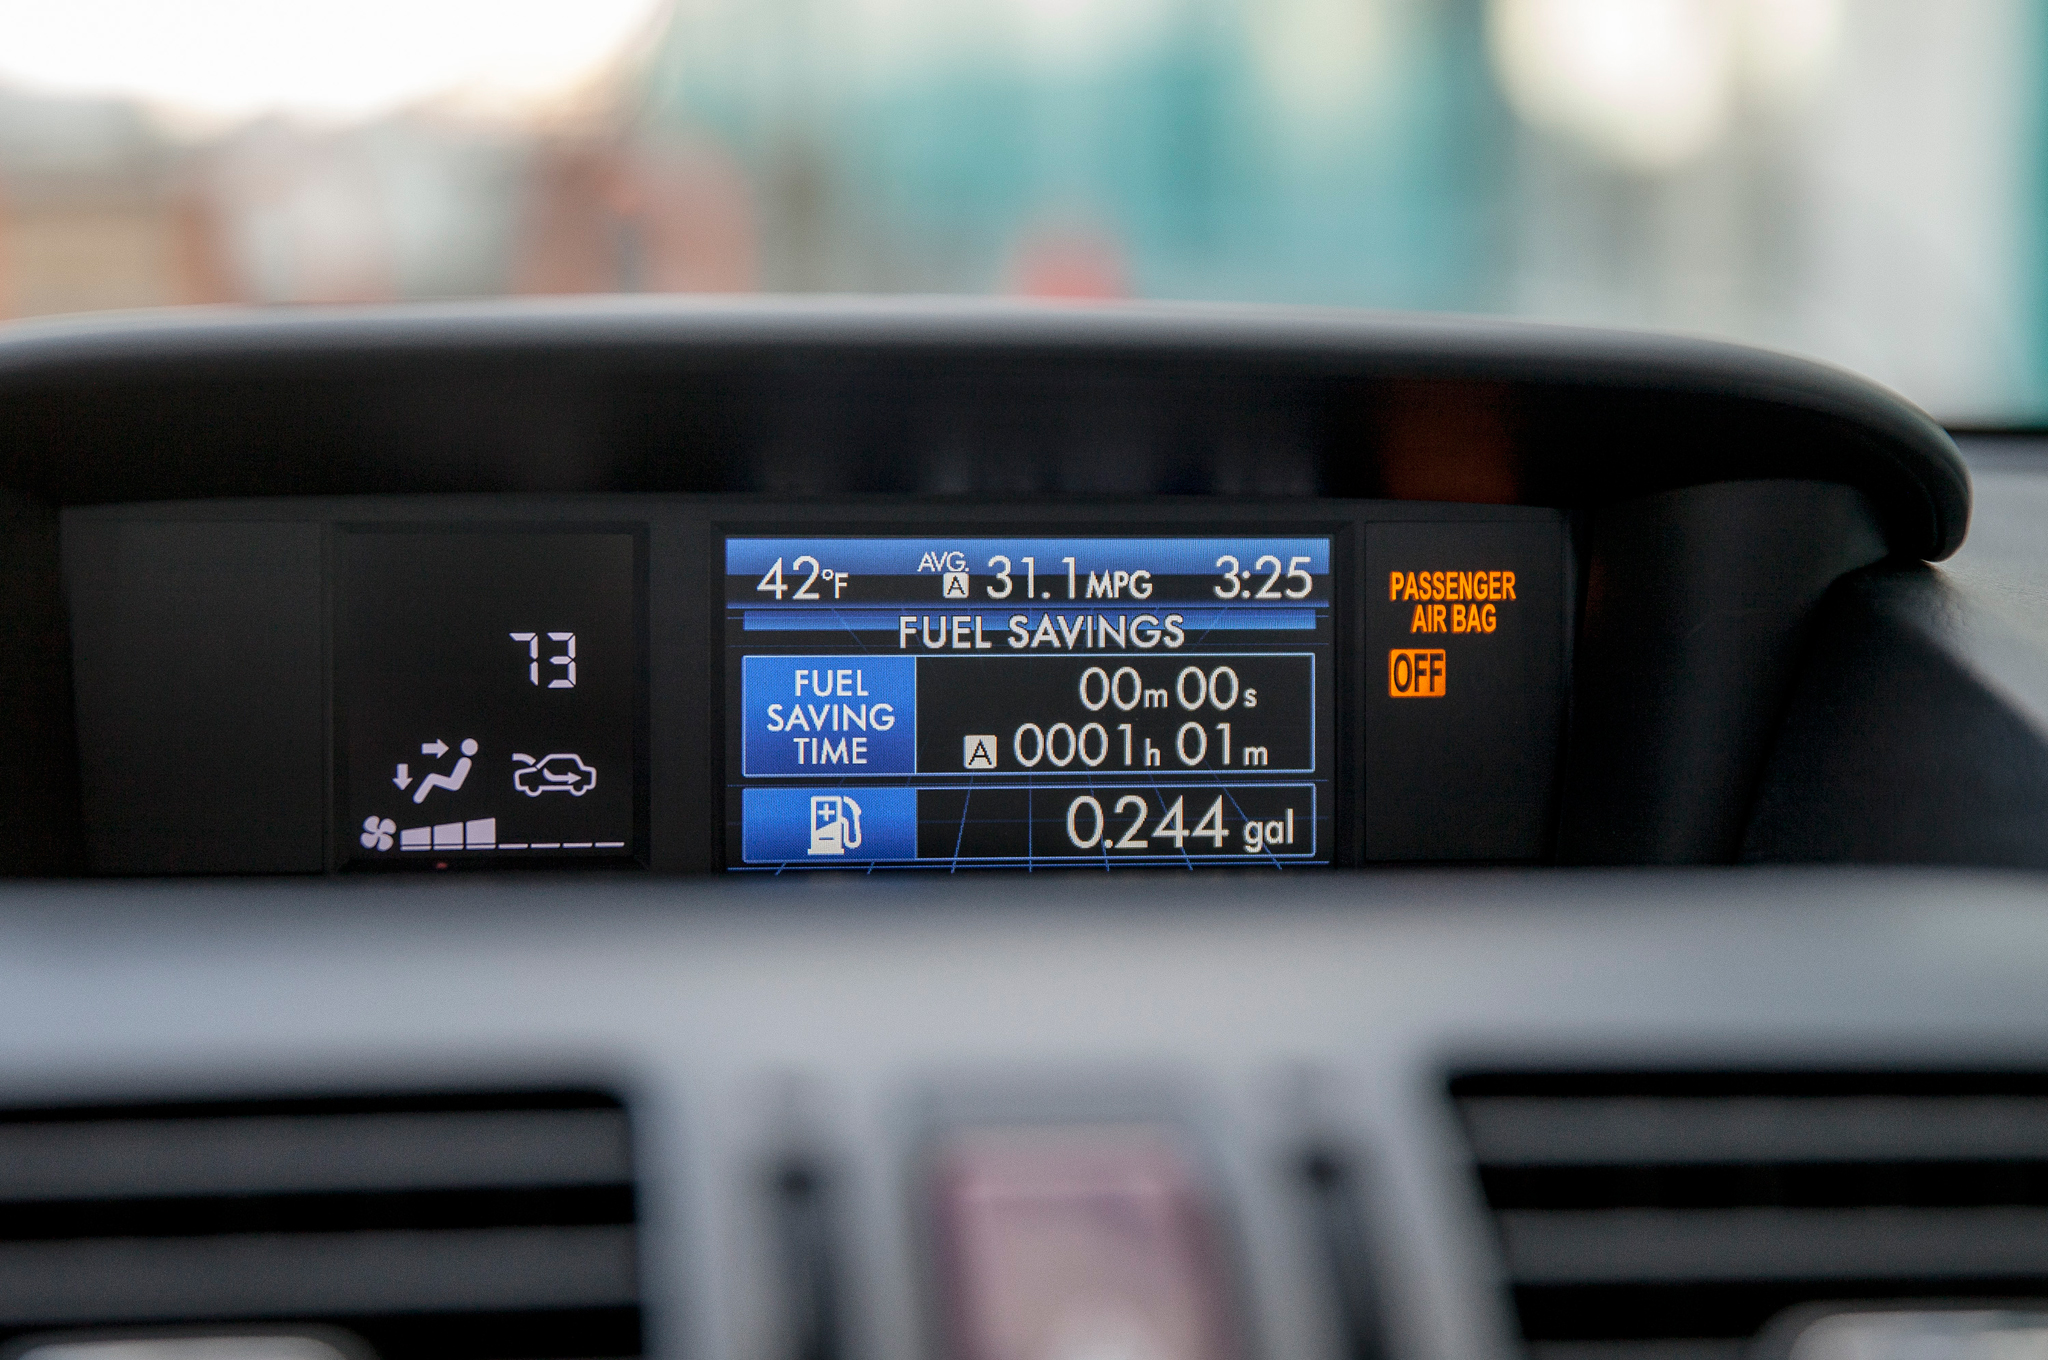 73
42°F AVG. A 31.1 MPG 3:25
FUEL SAVINGS
FUEL SAVING TIME
00m 00s
A 0001h 01m
0.244 gal
PASSENGER
AIR BAG
OFF